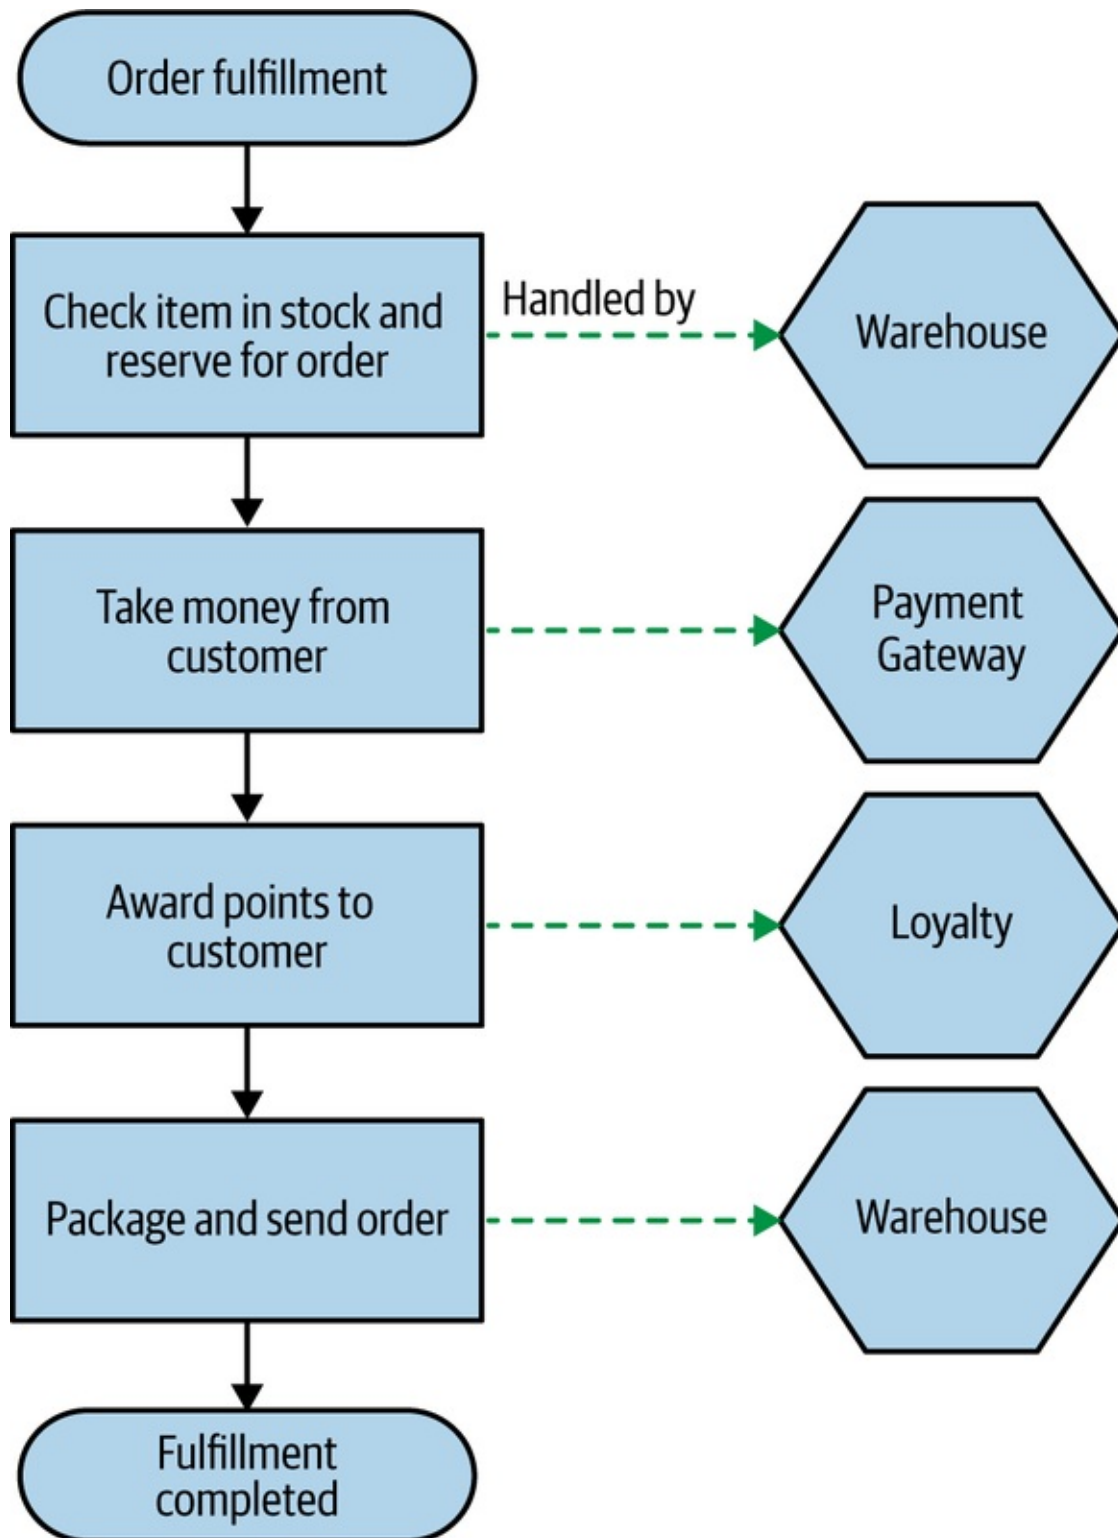 Order fulfillment
Check item in stock and
reserve for order
Handled by
Warehouse
Take money from
customer
Payment
Gateway
Award points to
customer
Loyalty
Package and send order
Warehouse
Fulfillment
completed